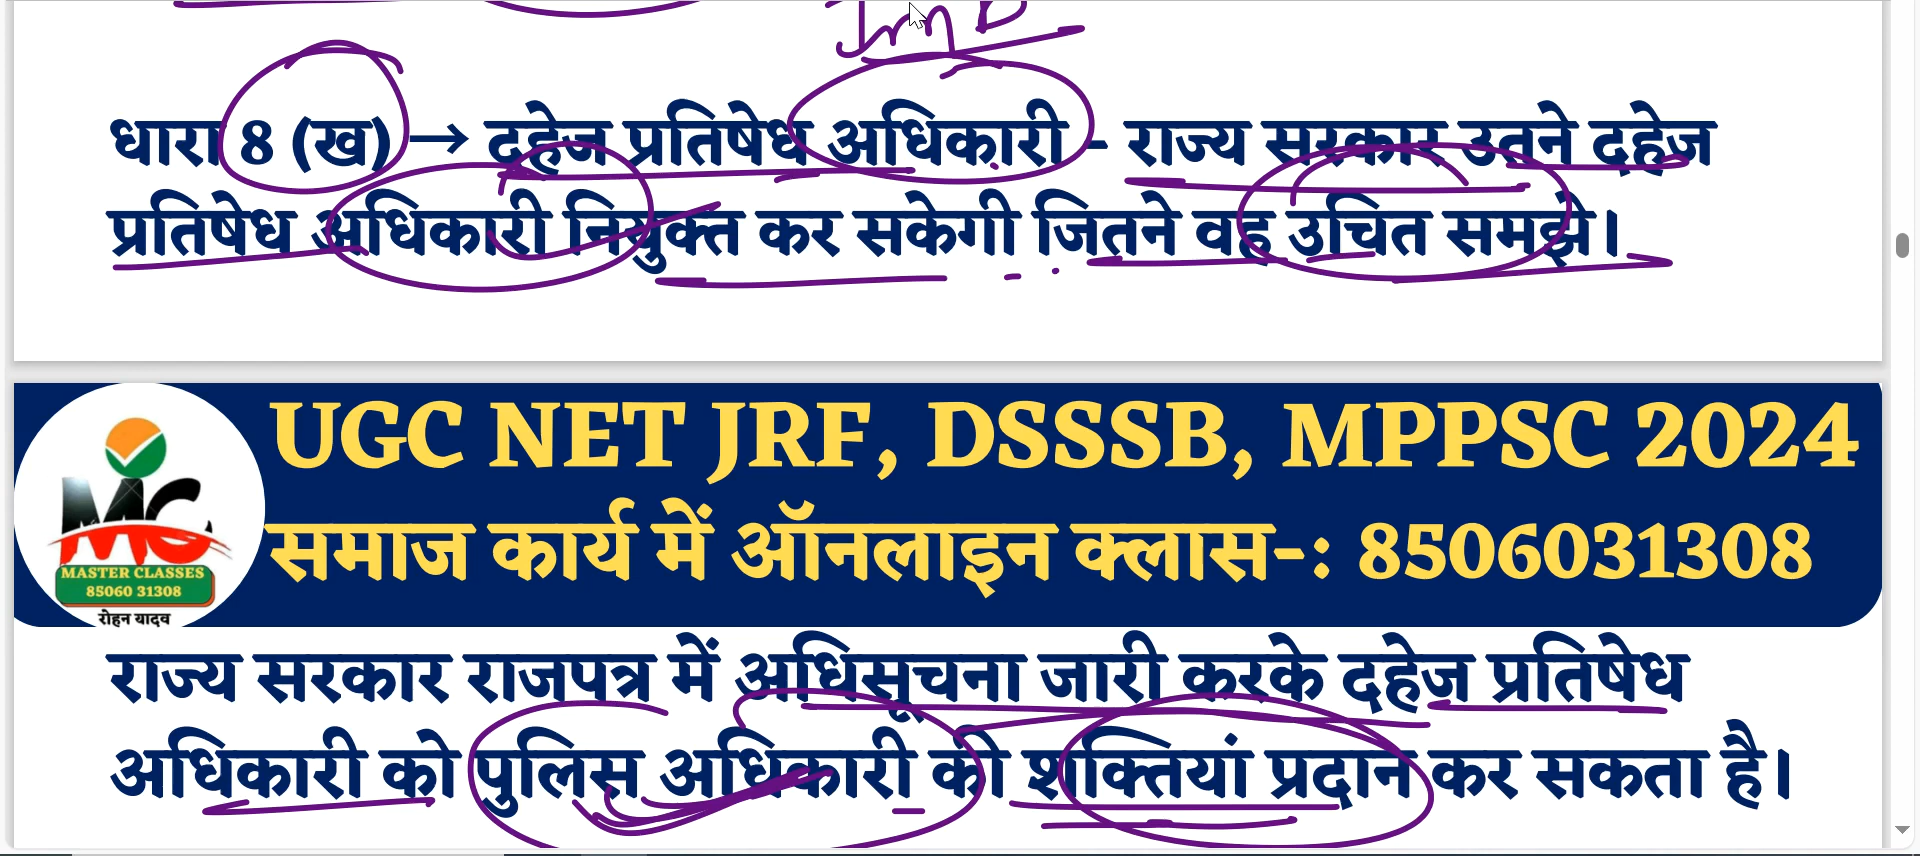 Imp
धारा 8 (ख) → दहेज प्रतिषेध अधिकारी - राज्य सरकार उतने दहेज
प्रतिषेध अधिकारी नियुक्त कर सकेगी जितने वह उचित समझे।
UGC NET JRF, DSSSB, MPPSC 2024
समाज कार्य में ऑनलाइन क्लास-: 8506031308
MC
MASTER CLASSES
85060 31308
रोहन यादव
राज्य सरकार राजपत्र में अधिसूचना जारी करके दहेज प्रतिषेध
अधिकारी को पुलिस अधिकारी की शक्तियां प्रदान कर सकता है।